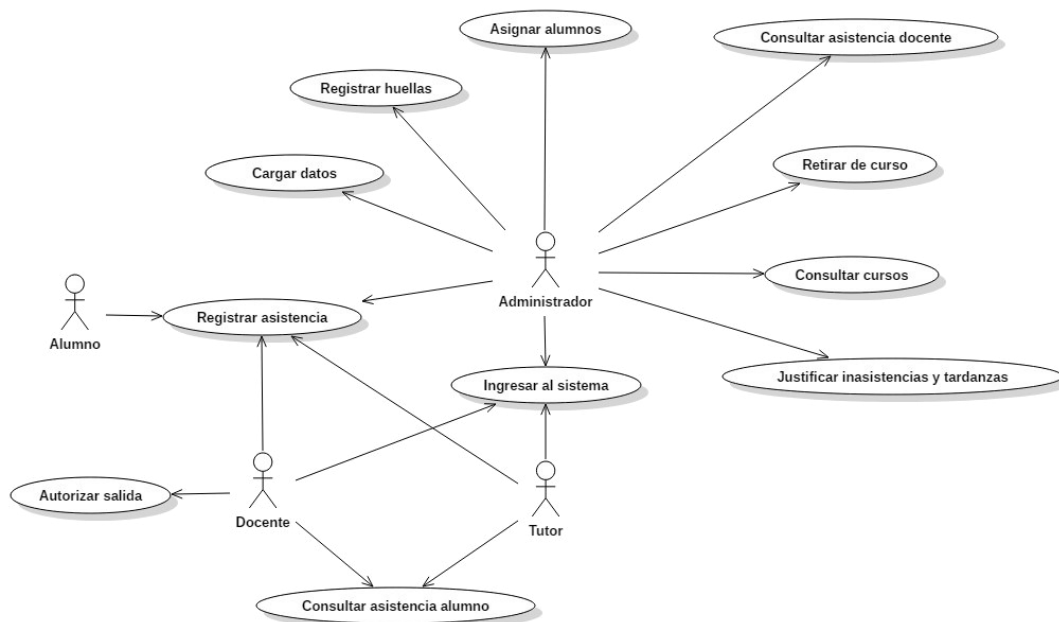 Asignar alumnos
Consultar asistencia docente
Registrar huellas
Cargar datos
Retirar de curso
Administrador
Consultar cursos
Alumno
Registrar asistencia
Ingresar al sistema
Justificar inasistencias y tardanzas
Autorizar salida
Docente
Tutor
Consultar asistencia alumno